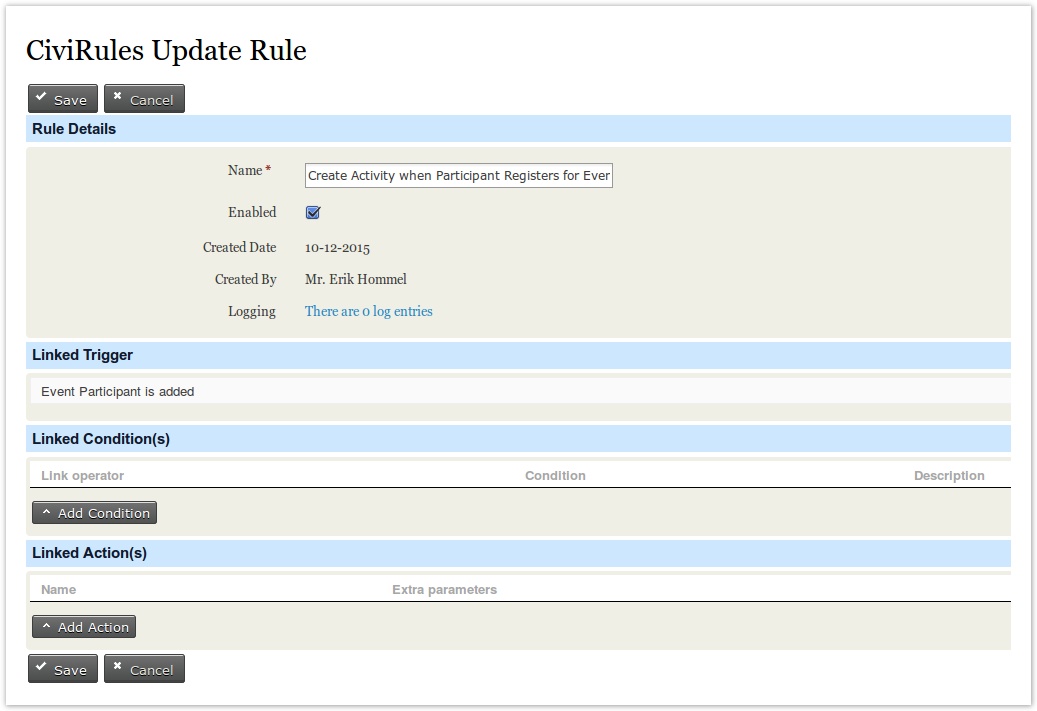 CiviRules Update Rule
Save Cancel
Rule Details
Name * Create Activity when Participant Registers for Ever
Enabled
Created Date 10-12-2015
Created By Mr. Erik Hommel
Logging There are 0 log entries
Linked Trigger
Event Participant is added
Linked Condition(s)
Link operator Condition Description
Add Condition
Linked Action(s)
Name Extra parameters
Add Action
Save Cancel